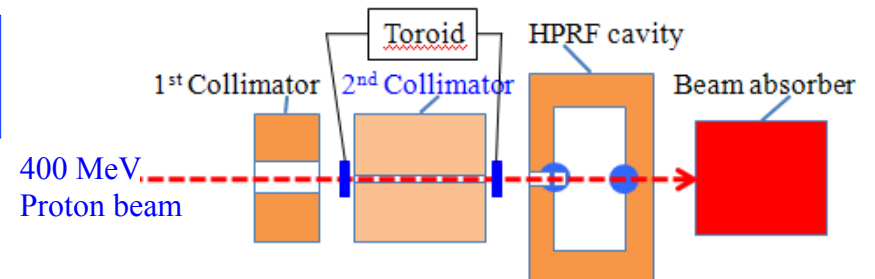 Toroid
HPRF cavity
1st Collimator
2nd Collimator
Beam absorber
400 MeV
Proton beam